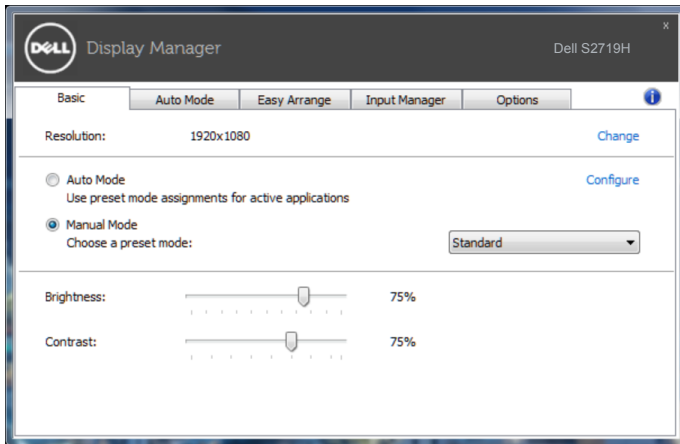 x
DELL Display Manager Dell S2719H
Basic Auto Mode Easy Arrange Input Manager Options i
Resolution: 1920x1080 Change
Auto Mode Configure
Use preset mode assignments for active applications
Manual Mode
Choose a preset mode: Standard
Brightness: 75%
Contrast: 75%